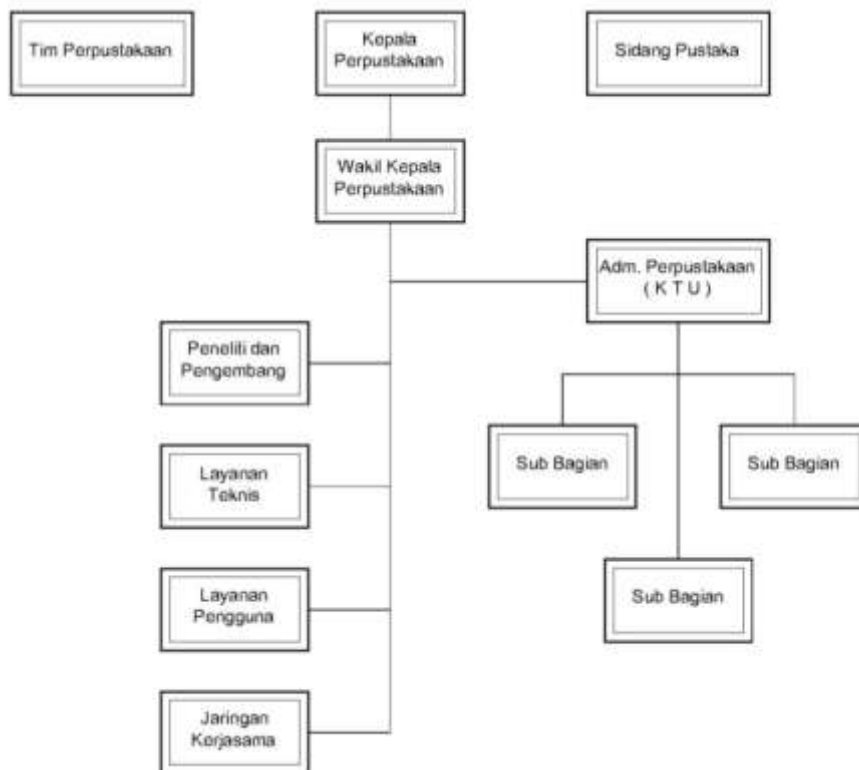 Tim Perpustakaan
Kepala
Perpustakaan
Sidang Pustaka
Wakil Kepala
Perpustakaan
Adm. Perpustakaan
( K T U )
Peneliti dan
Pengembang
Sub Bagian
Sub Bagian
Layanan
Teknis
Sub Bagian
Layanan
Pengguna
Jaringan
Kerjasama